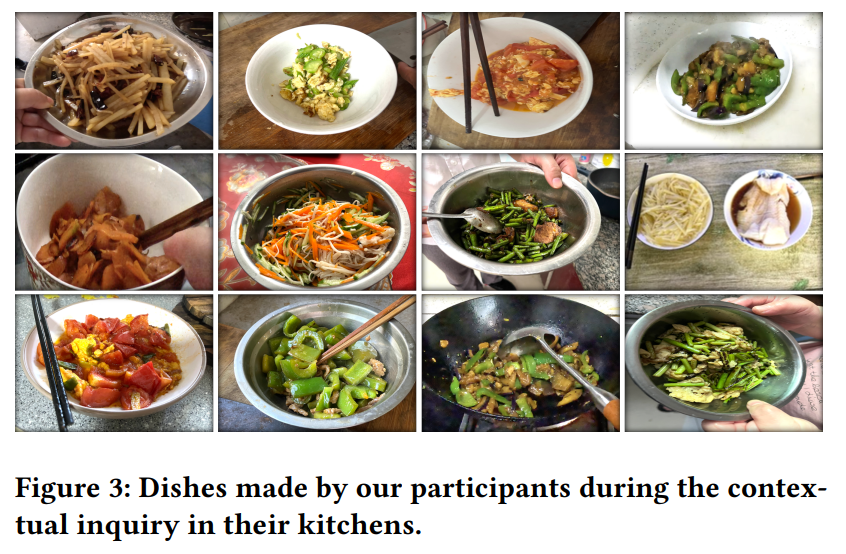 Figure 3: Dishes made by our participants during the contex-
tual inquiry in their kitchens.